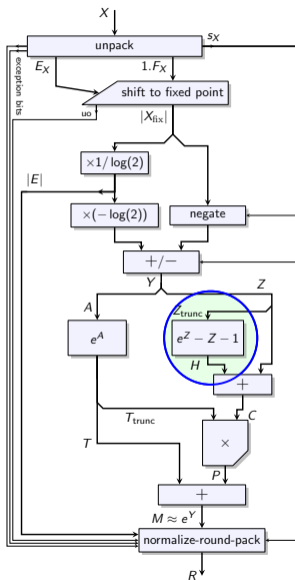 X
unpack
s_X
E_X
1.F_X
exception bits
shift to fixed point
ufl
|X_fix|
×1/ log(2)
|E|
×(− log(2))
negate
+/−
Y
Z
A
Z_trunc
e^A
e^Z − Z − 1
H
+
T_trunc
C
T
×
P
+
M ≈ e^Y
normalize-round-pack
R